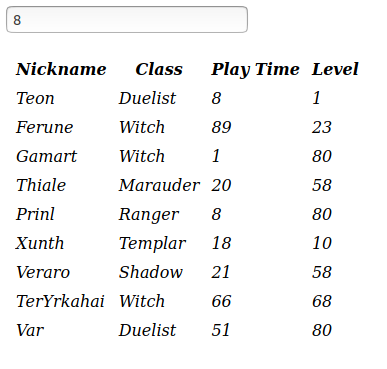 8
Nickname Class Play Time Level
Teon Duelist 8 1
Ferune Witch 89 23
Gamart Witch 1 80
Thiale Marauder 20 58
Prinl Ranger 8 80
Xunth Templar 18 10
Veraro Shadow 21 58
TerYrkahai Witch 66 68
Var Duelist 51 80